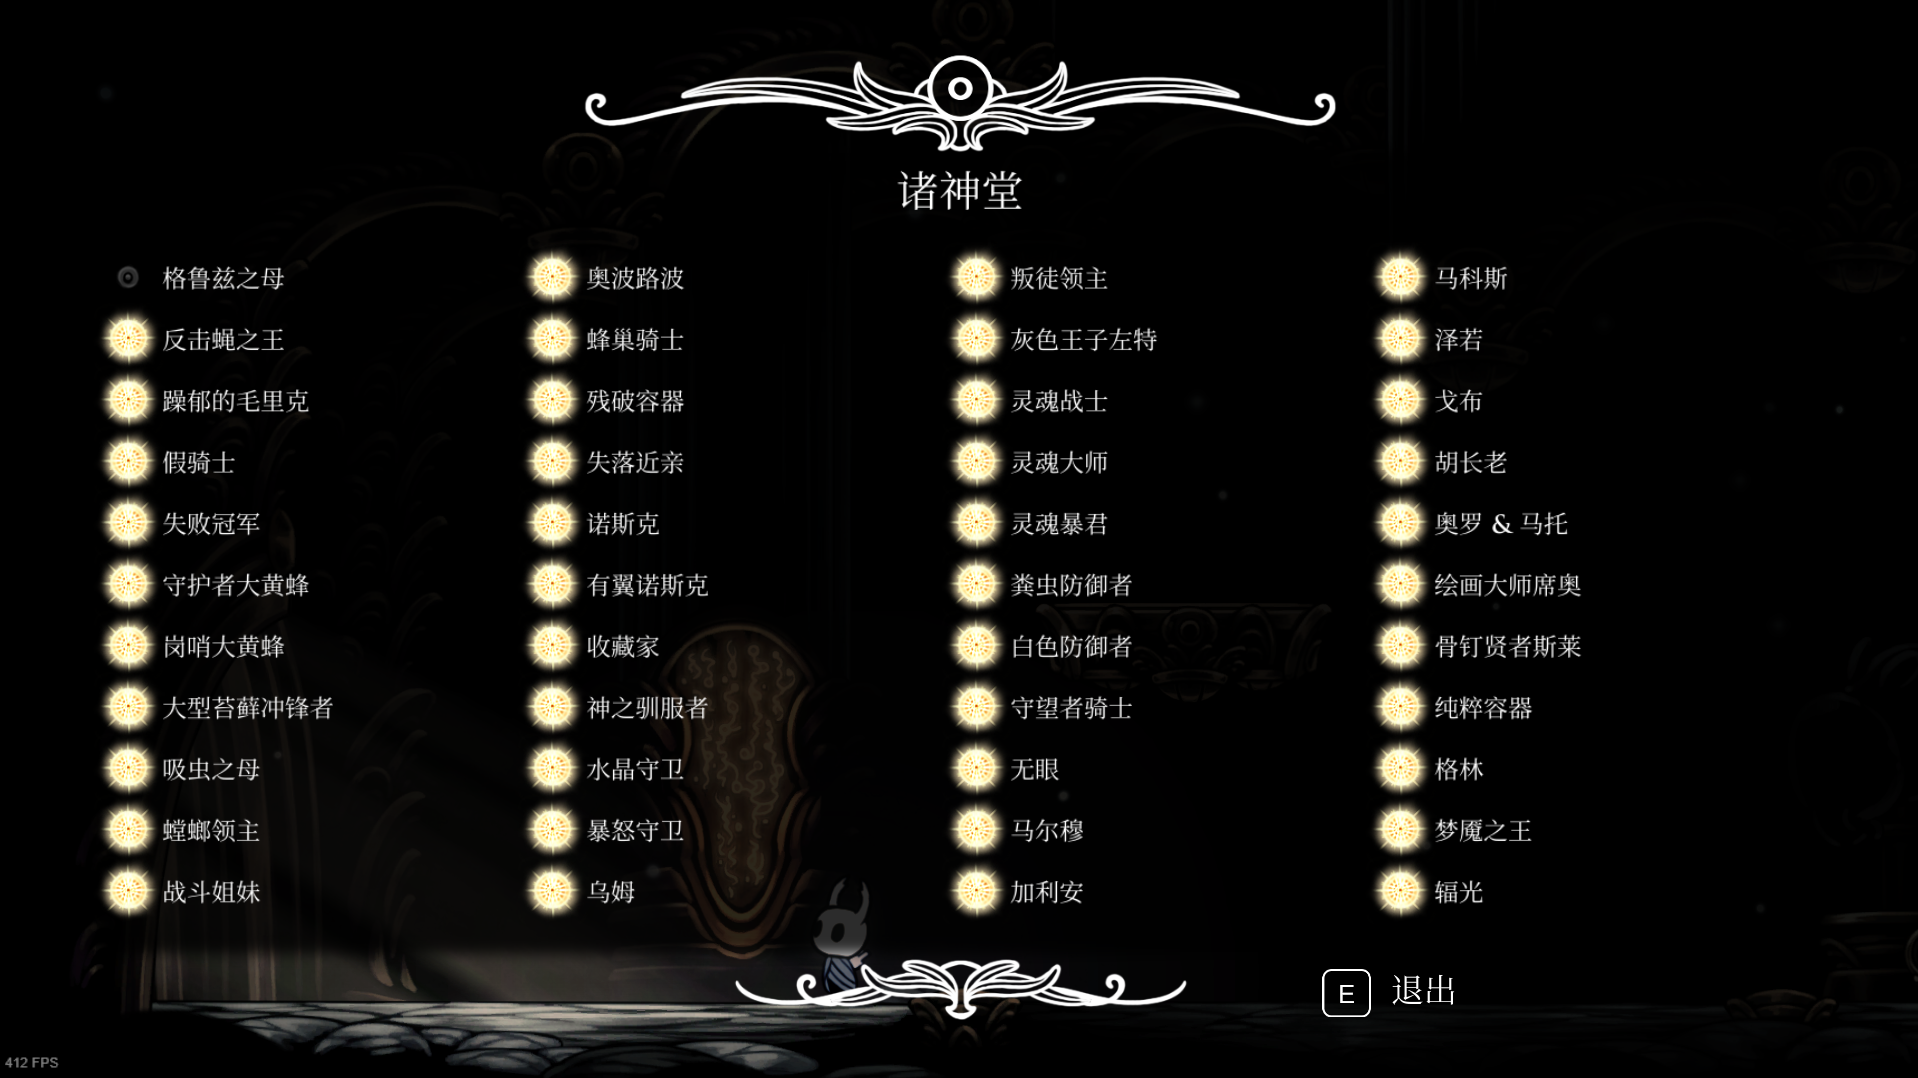 诸神堂
格鲁兹之母
反击蝇之王
躁郁的毛里克
假骑士
失败冠军
守护者大黄蜂
岗哨大黄蜂
大型苔藓冲锋者
吸虫之母
螳螂领主
战斗姐妹
奥波路波
蜂巢骑士
残破容器
失落近亲
诺斯克
有翼诺斯克
收藏家
神之驯服者
水晶守卫
暴怒守卫
乌姆
叛徒领主
灰色王子左特
灵魂战士
灵魂大师
灵魂暴君
粪虫防御者
白色防御者
守望者骑士
无眼
马尔穆
加利安
马科斯
泽若
戈布
胡长老
奥罗 & 马托
绘画大师席奥
骨钉贤者斯莱
纯粹容器
格林
梦魇之王
辐光
E 退出
412 FPS